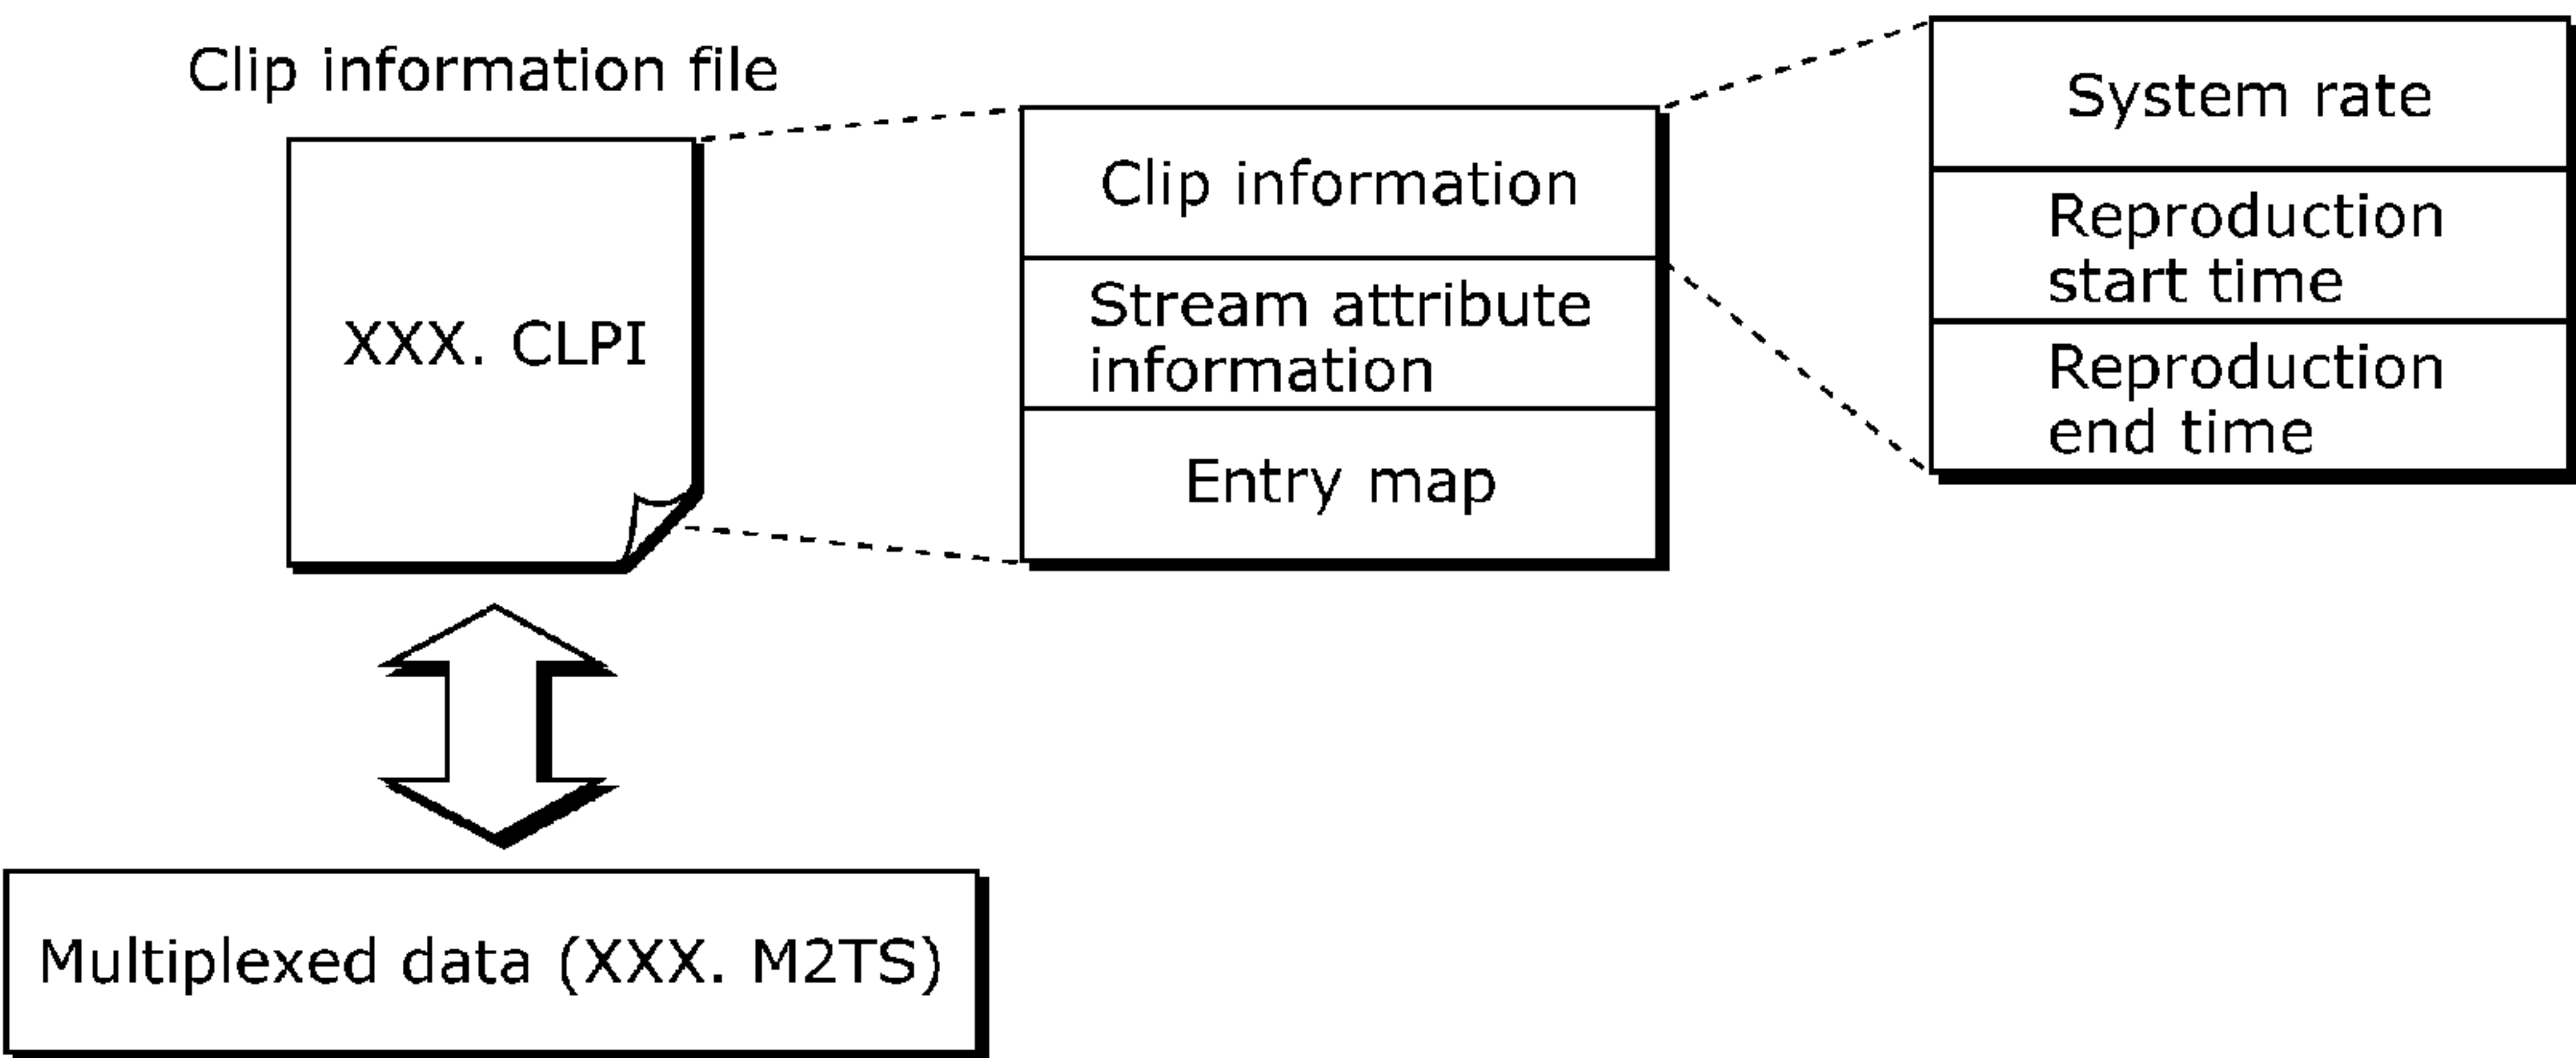 Clip information file
XXX. CLPI
Clip information
Stream attribute
information
Entry map
System rate
Reproduction
start time
Reproduction
end time
Multiplexed data (XXX. M2TS)